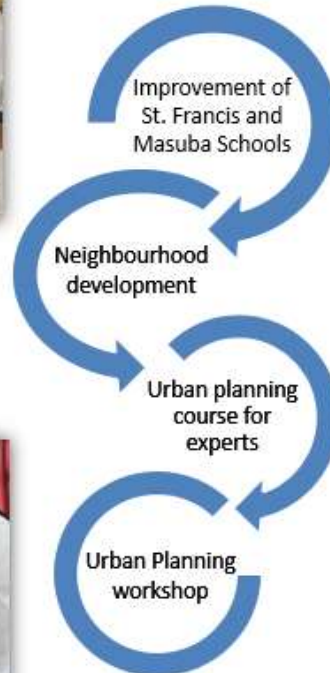 Improvement of
St. Francis and
Masuba Schools
Neighbourhood
development
Urban planning
course for
experts
Urban Planning
workshop